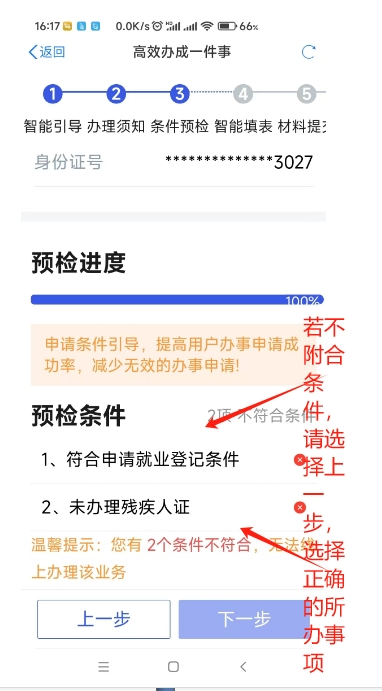 16:17 0.0K/s 66%
返回 高效办成一件事
1 2 3 4 5
智能引导 办理须知 条件预检 智能填表 材料提交
身份证号 **************3027
预检进度
100%
申请条件引导，提高用户办事申请成
功率，减少无效的办事申请!
预检条件 2项 不符合条件
1、符合申请就业登记条件
2、未办理残疾人证
温馨提示：您有 2个条件不符合，无法线
上办理该业务
上一步 下一步
若不
附合
条
件，
请选
择上
一
步，
选择
正确
的所
办事
项